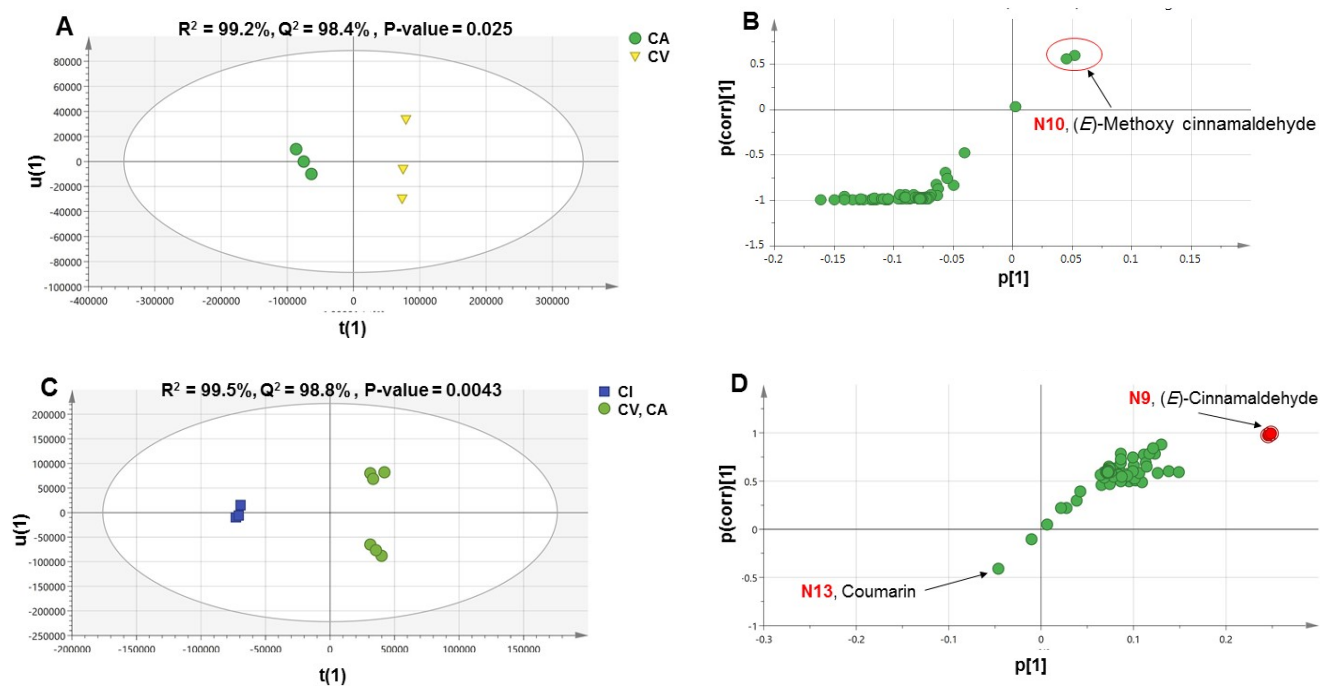 A
R² = 99.2%, Q² = 98.4% , P-value = 0.025
CA
CV
80000
60000
40000
20000
0
-20000
-40000
-60000
-80000
-100000
u(1)
-400000 -300000 -200000 -100000 0 100000 200000 300000
t(1)
B
0.5
0
-0.5
-1
-1.5
p(corr)[1]
N10, (E)-Methoxy cinnamaldehyde
-0.2 -0.15 -0.1 -0.05 0 0.05 0.1 0.15
p[1]
C
R² = 99.5%, Q² = 98.8% , P-value = 0.0043
CI
CV, CA
200000
150000
100000
50000
0
-50000
-100000
-150000
-200000
-250000
u(1)
-200000 -150000 -100000 -50000 0 50000 100000 150000
t(1)
D
N9, (E)-Cinnamaldehyde
1
0.5
0
-0.5
-1
p(corr)[1]
N13, Coumarin
-0.3 -0.2 -0.1 0 0.1 0.2
p[1]